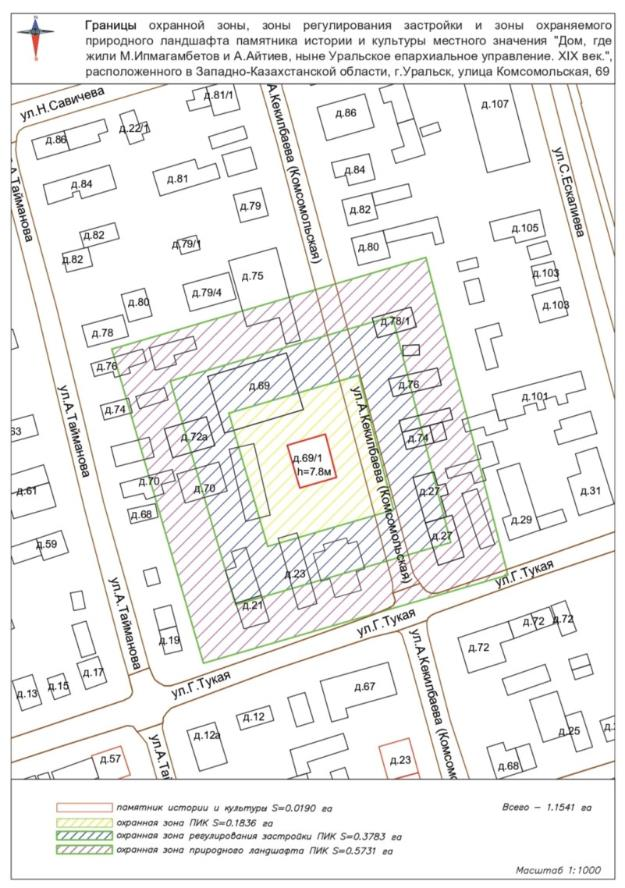 Границы охранной зоны, зоны регулирования застройки и зоны охраняемого
природного ландшафта памятника истории и культуры местного значения "Дом, где
жили М.Ипмагамбетов и А.Айтиев, ныне Уральское епархиальное управление. XIX век.",
расположенного в Западно-Казахстанской области, г.Уральск, улица Комсомольская, 69
ул.Н.Савичева
д.81/1
А.Кекилбаева (Комсомольская)
д.86
д.107
д.86
д.22/1
А.Тайманова
ул.С.Ескалиева
д.84
д.81
д.84
д.79
д.82
д.82
д.79/1
д.80
д.105
д.82
д.75
д.103
д.80
д.79/4
д.103
д.78
д.78/1
д.76
д.69
д.76
ул.А.Кекилбаева (Комсомольская)
д.101
д.74
ул.А.Тайманова
63
д.72а
д.74
д.69/1
h=7.8м
д.70
д.70
д.61
д.27
д.31
д.68
д.29
д.59
д.27
д.23
ул.Г.Тукая
д.21
ул.А.Тайманова
ул.Г.Тукая
д.19
д.72
д.72
д.72
ул.А.Кекилбаева (Комсомо
д.17
д.15
д.13
ул.Г.Тукая
д.67
д.12
д.12а
д.25
ул.А.Тай
д.57
д.23
д.68
памятник истории и культуры S=0.0190 га
Всего – 1.1541 га
охранная зона ПИК S=0.1836 га
охранная зона регулирования застройки ПИК S=0.3783 га
охранная зона природного ландшафта ПИК S=0.5731 га
Масштаб 1:1000